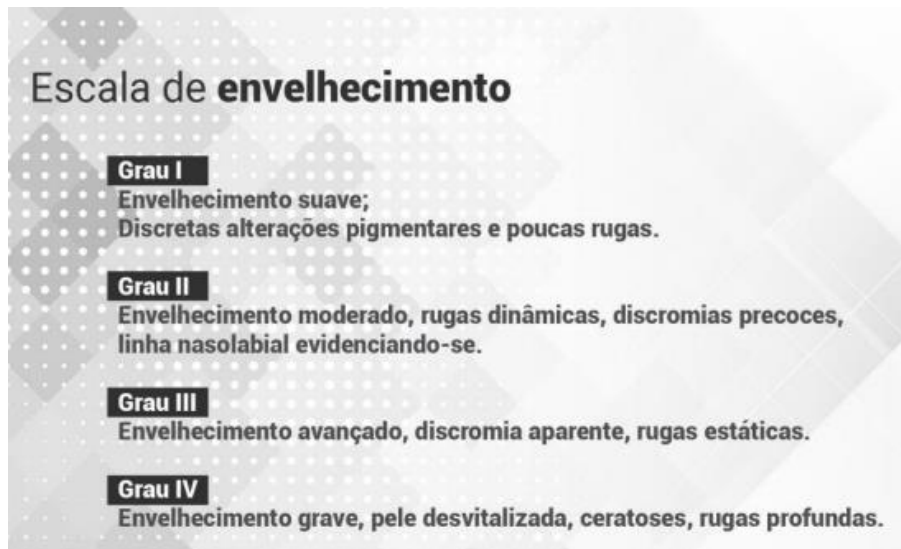 Escala de envelhecimento
Grau I
Envelhecimento suave;
Discretas alterações pigmentares e poucas rugas.
Grau II
Envelhecimento moderado, rugas dinâmicas, discromias precoces,
linha nasolabial evidenciando-se.
Grau III
Envelhecimento avançado, discromia aparente, rugas estáticas.
Grau IV
Envelhecimento grave, pele desvitalizada, ceratoses, rugas profundas.